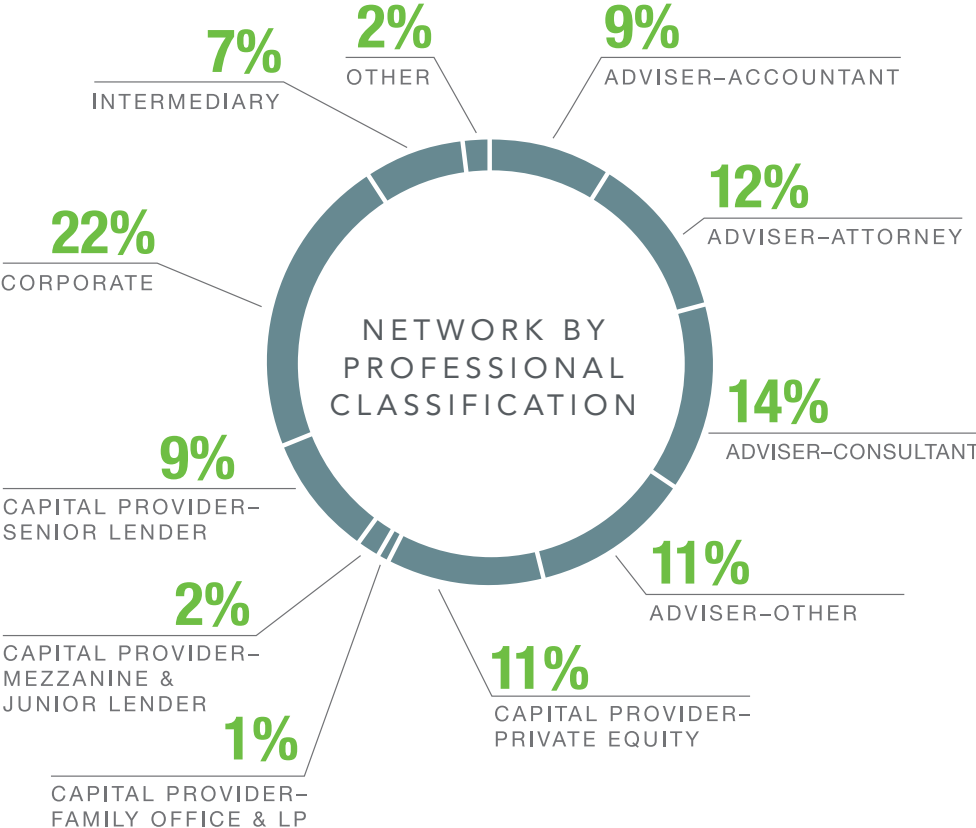 2%
OTHER
9%
ADVISER–ACCOUNTANT
12%
ADVISER–ATTORNEY
14%
ADVISER–CONSULTANT
11%
ADVISER–OTHER
11%
CAPITAL PROVIDER–
PRIVATE EQUITY
1%
CAPITAL PROVIDER–
FAMILY OFFICE & LP
2%
CAPITAL PROVIDER–
MEZZANINE &
JUNIOR LENDER
9%
CAPITAL PROVIDER–
SENIOR LENDER
22%
CORPORATE
7%
INTERMEDIARY
NETWORK BY
PROFESSIONAL
CLASSIFICATION